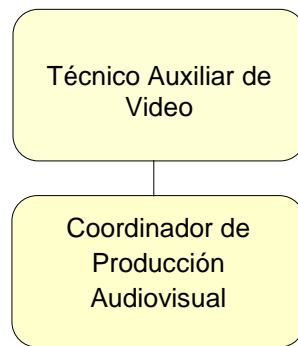 Técnico Auxiliar de
Video
Coordinador de
Producción
Audiovisual